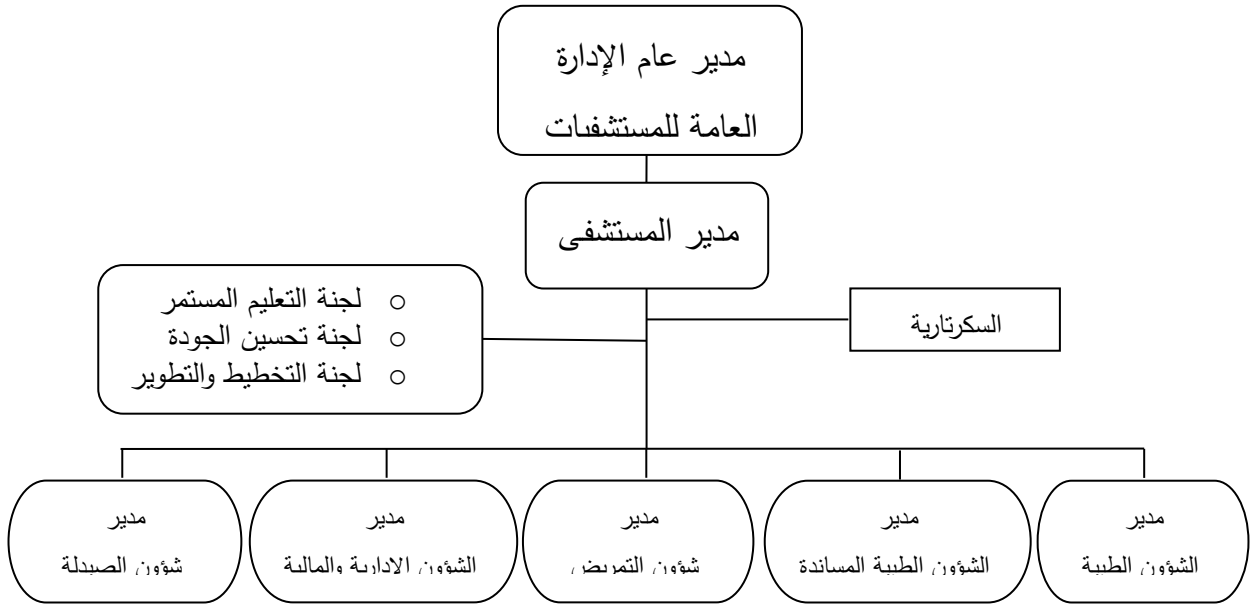 مدير عام الإدارة
العامة للمستشفيات
مدير المستشفى
السكرتارية
لجنة التعليم المستمر
لجنة تحسين الجودة
لجنة التخطيط والتطوير
مدير
الشؤون الطبية
مدير
الشؤون الطبية المساندة
مدير
شؤون التمريض
مدير
الشؤون الادارية والمالية
مدير
شؤون الصيدلة